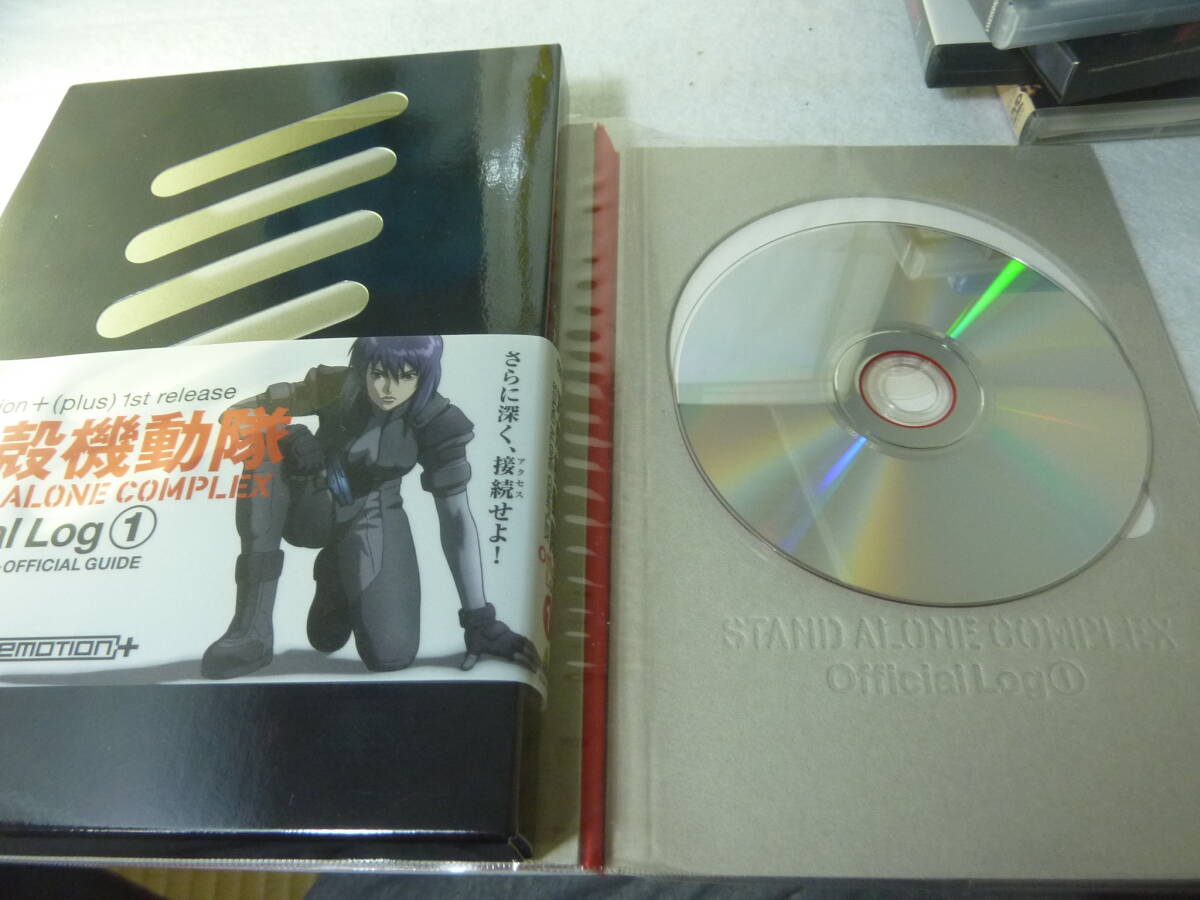 ion+(plus) 1st release
殻機動隊
ALONE COMPLEX
al Log①
OFFICIAL GUIDE
EMOTION+
さらに深く、接続せよ!
アクセス
STAND ALONE COMPLEX
Official Log①